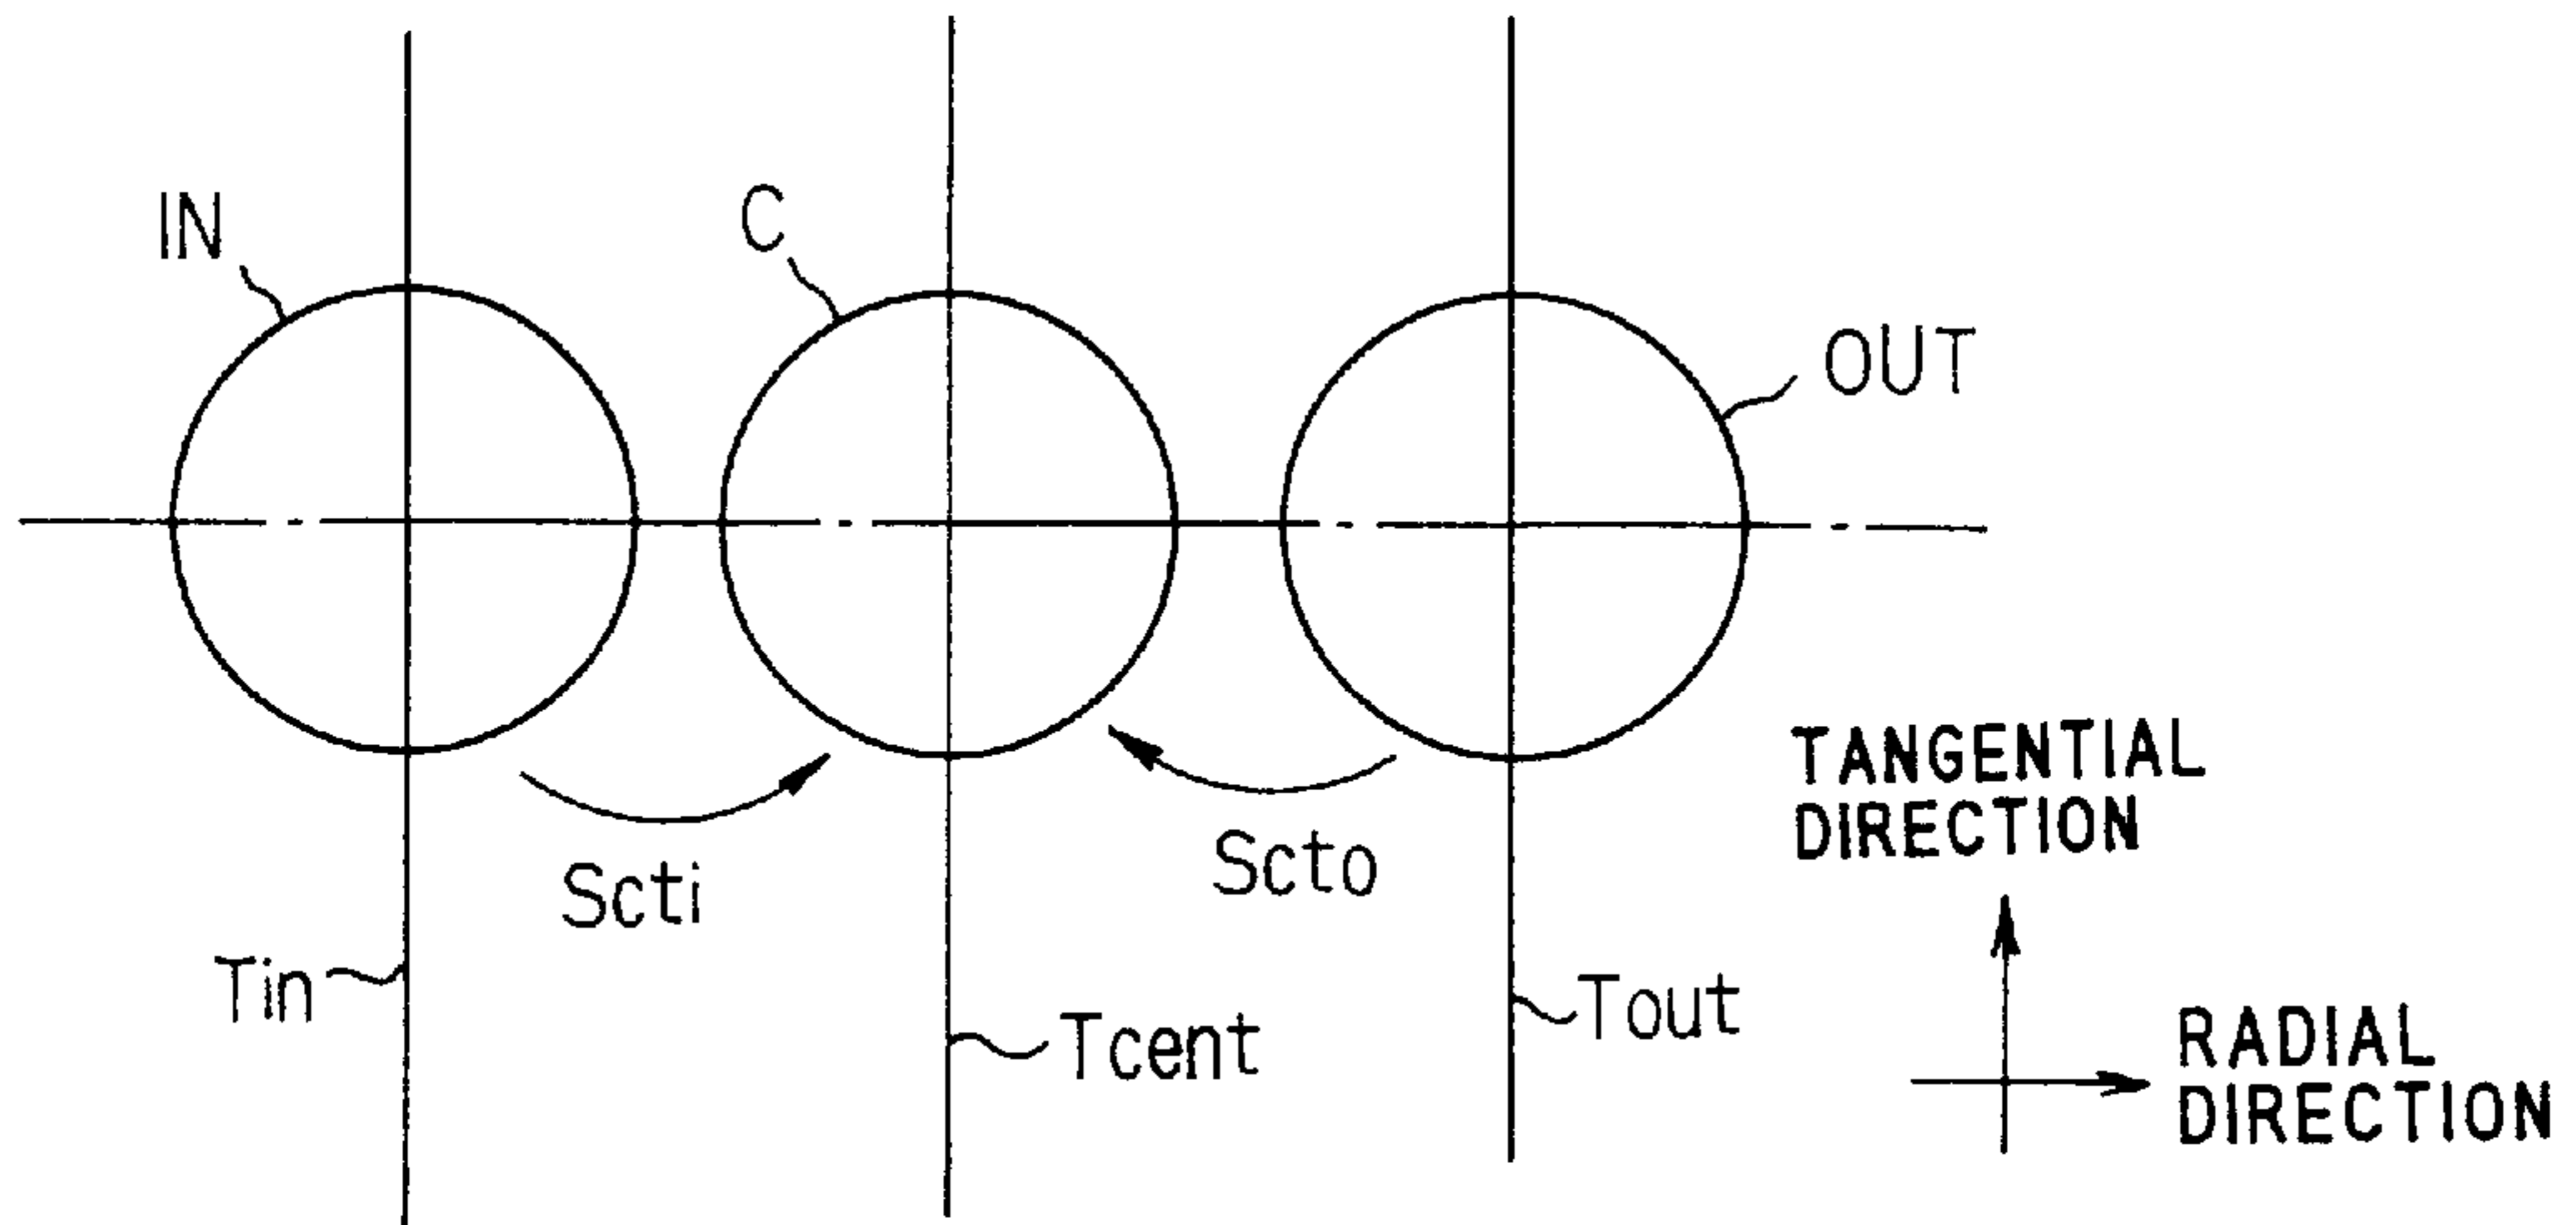 IN
C
OUT
TANGENTIAL
DIRECTION
Scti
Scto
Tin
Tcent
Tout
RADIAL
DIRECTION